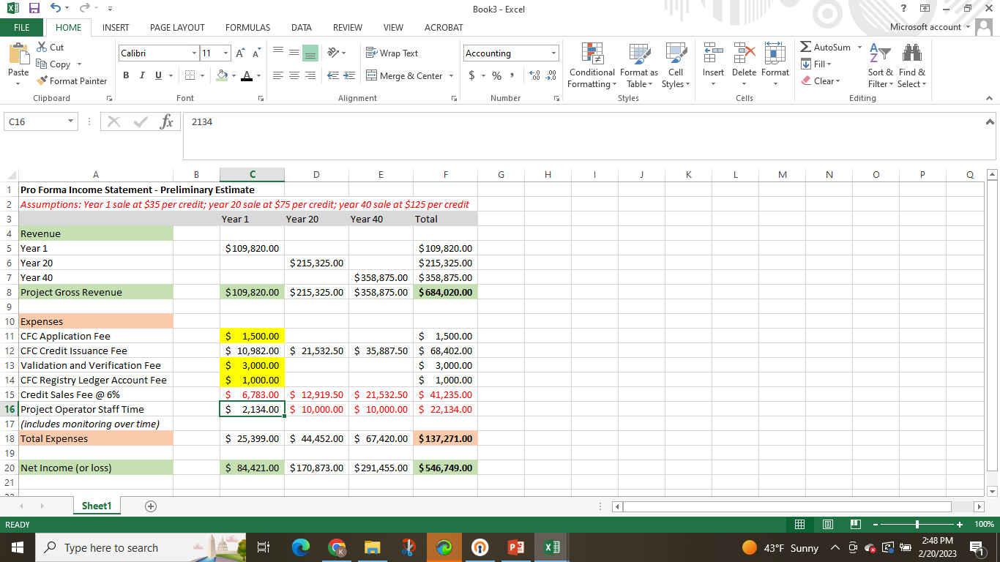 Book3 - Excel
FILE HOME INSERT PAGE LAYOUT FORMULAS DATA REVIEW VIEW ACROBAT Microsoft account
Paste
Cut
Copy
Format Painter
Clipboard
Calibri 11
B I U
Font
Wrap Text
Merge & Center
Alignment
Accounting
$ % ,
Number
Conditional Formatting
Format as Table
Cell Styles
Styles
Insert Delete Format
Cells
AutoSum
Fill
Clear
Sort & Filter
Find & Select
Editing
C16 fx 2134
A B C D E F G H I J K L M N O P Q
1 Pro Forma Income Statement - Preliminary Estimate
2 Assumptions: Year 1 sale at $35 per credit; year 20 sale at $75 per credit; year 40 sale at $125 per credit
3 Year 1 Year 20 Year 40 Total
4 Revenue
5 Year 1 $109,820.00 $109,820.00
6 Year 20 $215,325.00 $215,325.00
7 Year 40 $358,875.00 $358,875.00
8 Project Gross Revenue $109,820.00 $215,325.00 $358,875.00 $684,020.00
9
10 Expenses
11 CFC Application Fee $ 1,500.00 $ 1,500.00
12 CFC Credit Issuance Fee $ 10,982.00 $ 21,532.50 $ 35,887.50 $ 68,402.00
13 Validation and Verification Fee $ 3,000.00 $ 3,000.00
14 CFC Registry Ledger Account Fee $ 1,000.00 $ 1,000.00
15 Credit Sales Fee @ 6% $ 6,783.00 $ 12,919.50 $ 21,532.50 $ 41,235.00
16 Project Operator Staff Time $ 2,134.00 $ 10,000.00 $ 10,000.00 $ 22,134.00
17 (includes monitoring over time)
18 Total Expenses $ 25,399.00 $ 44,452.00 $ 67,420.00 $137,271.00
19
20 Net Income (or loss) $ 84,421.00 $170,873.00 $291,455.00 $546,749.00
21
Sheet1
READY 100%
Type here to search 43°F Sunny 2:48 PM
2/20/2023